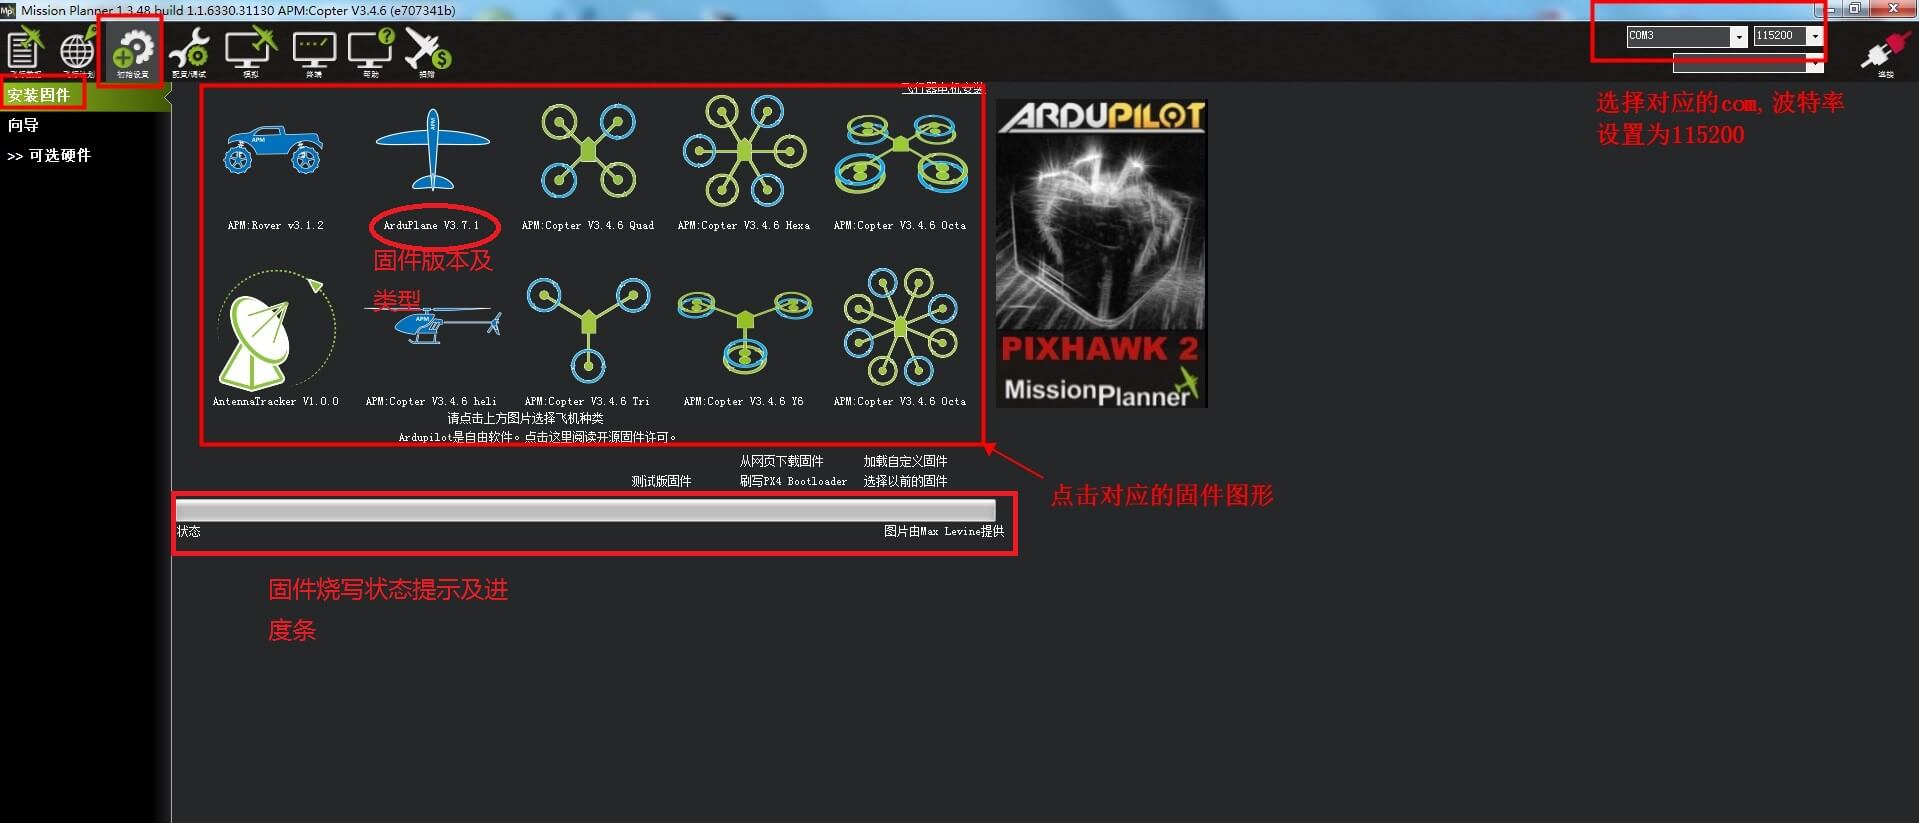 Mission Planner 1.3.48 build 1.1.6330.31130 APM:Copter V3.4.6 (e707341b)
飞行数据
飞行计划
初始设置
配置/调试
模拟
终端
帮助
捐赠
COM3
115200
连接
安装固件
向导
>> 可选硬件
飞行器电机安装
选择对应的com, 波特率
设置为115200
APM:Rover v3.1.2
ArduPlane V3.7.1
APM:Copter V3.4.6 Quad
APM:Copter V3.4.6 Hexa
APM:Copter V3.4.6 Octa
固件版本及
类型
APM
APM
APM
AntennaTracker V1.0.0
APM:Copter V3.4.6 heli
APM:Copter V3.4.6 Tri
APM:Copter V3.4.6 Y6
APM:Copter V3.4.6 Octa
请点击上方图片选择飞机种类
Ardupilot是自由软件。点击这里阅读开源固件许可。
ARDUPILOT
PIXHAWK 2
MissionPlanner
从网页下载固件
加载自定义固件
测试版固件
刷写PX4 Bootloader
选择以前的固件
点击对应的固件图形
状态
图片由Max Levine提供
固件烧写状态提示及进
度条